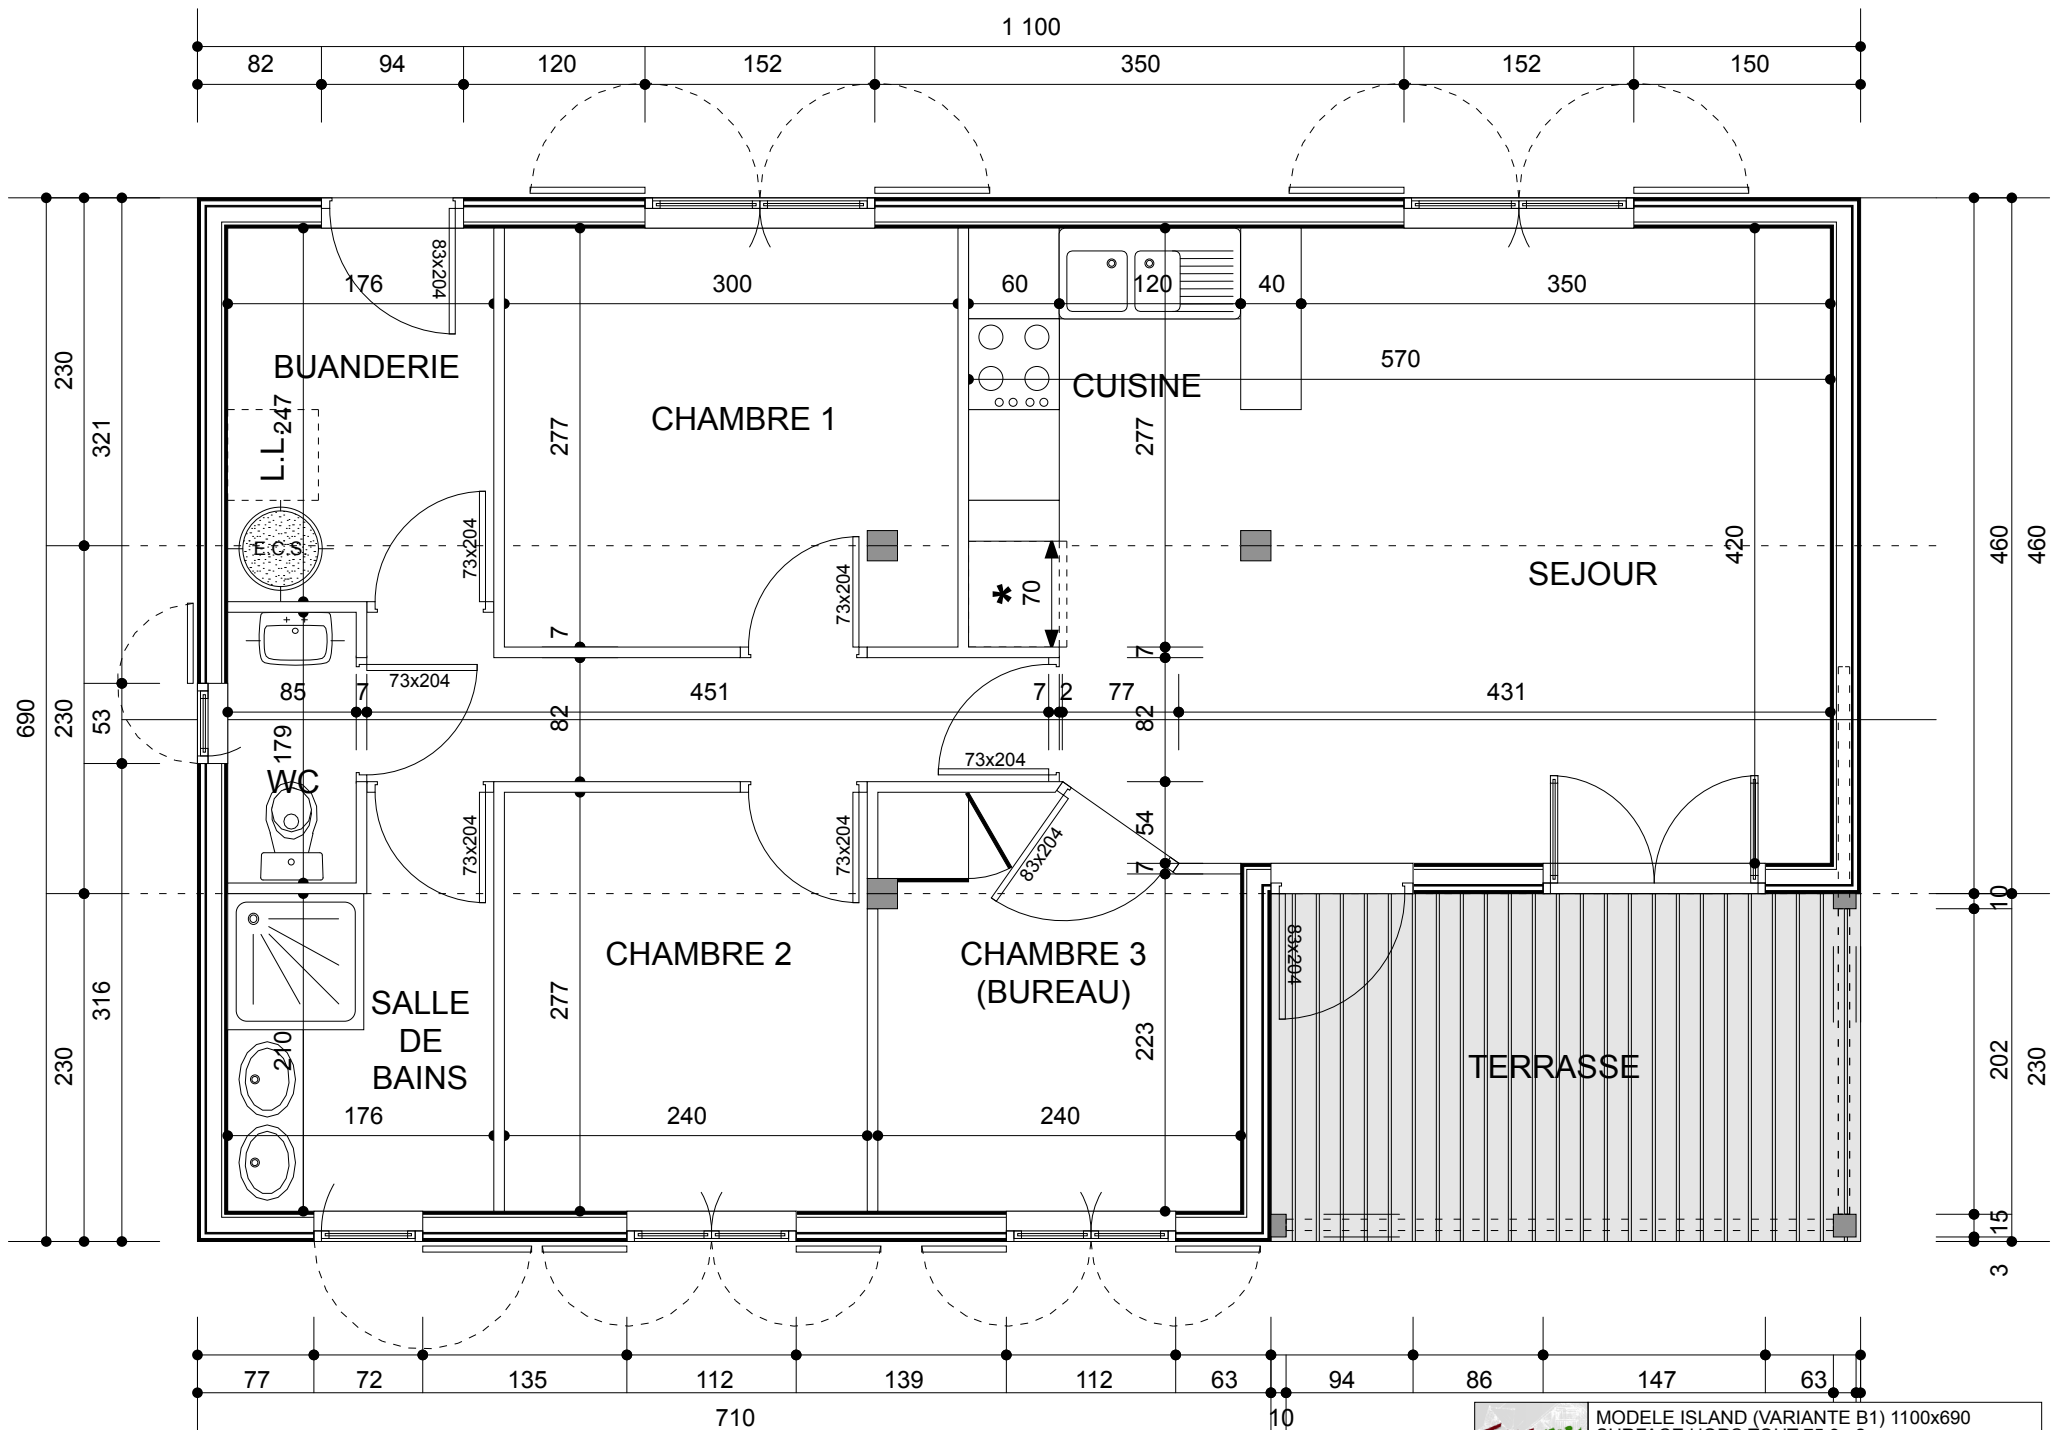 1 100
82 94 120 152 350 152 150
83x204
176 300 60 120 40 350
570
BUANDERIE
CHAMBRE 1
CUISINE
230
321
247
L.L.
277
277
E.C.S.
73x204
73x204
*
70
420
SEJOUR
460
460
7
7
85 7 73x204 451 7 2 77 431
690
230
53
82
82
179
WC
73x204
73x204
73x204
83x204
54
7
10
83x204
CHAMBRE 2
CHAMBRE 3
(BUREAU)
SALLE
DE
BAINS
316
230
210
277
223
TERRASSE
202
230
176 240 240
15
3
77 72 135 112 139 112 63 94 86 147 63
710 10
MODELE ISLAND (VARIANTE B1) 1100x690